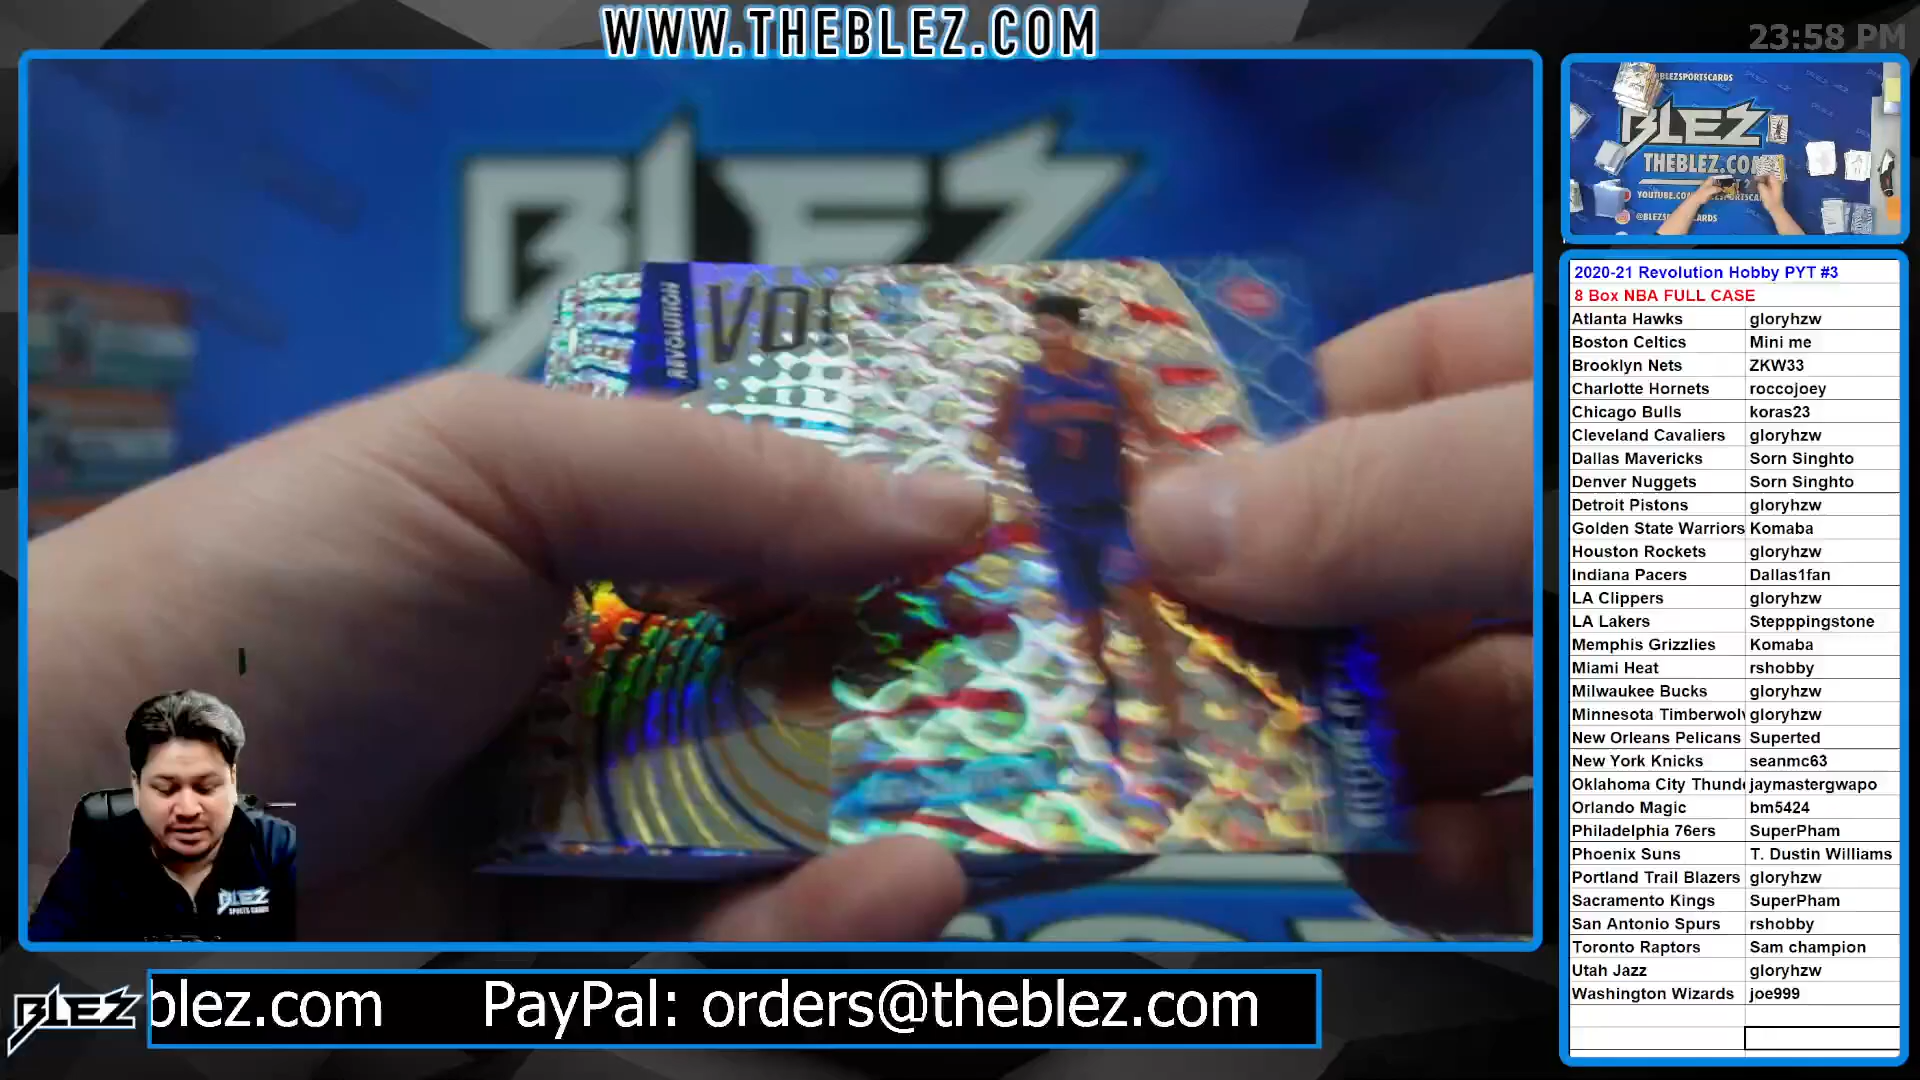 WWW.THEBLEZ.COM
23:58 PM
BLEZ
REVOLUTION
@BLEZSPORTSCARDS
BLEZ
THEBLEZ.CO
2020-21 Revolution Hobby PYT #3
8 Box NBA FULL CASE
Atlanta Hawks gloryhzw
Boston Celtics Mini me
Brooklyn Nets ZKW33
Charlotte Hornets roccojoey
Chicago Bulls koras23
Cleveland Cavaliers gloryhzw
Dallas Mavericks Sorn Singhto
Denver Nuggets Sorn Singhto
Detroit Pistons gloryhzw
Golden State Warriors Komaba
Houston Rockets gloryhzw
Indiana Pacers Dallas1fan
LA Clippers gloryhzw
LA Lakers Stepppingstone
Memphis Grizzlies Komaba
Miami Heat rshobby
Milwaukee Bucks gloryhzw
Minnesota Timberwolv gloryhzw
New Orleans Pelicans Superted
New York Knicks seanmc63
Oklahoma City Thund jaymastergwapo
Orlando Magic bm5424
Philadelphia 76ers SuperPham
Phoenix Suns T. Dustin Williams
Portland Trail Blazers gloryhzw
Sacramento Kings SuperPham
San Antonio Spurs rshobby
Toronto Raptors Sam champion
Utah Jazz gloryhzw
Washington Wizards joe999
BLEZ
SPORTS CARDS
BLEZ
blez.com PayPal: orders@theblez.com